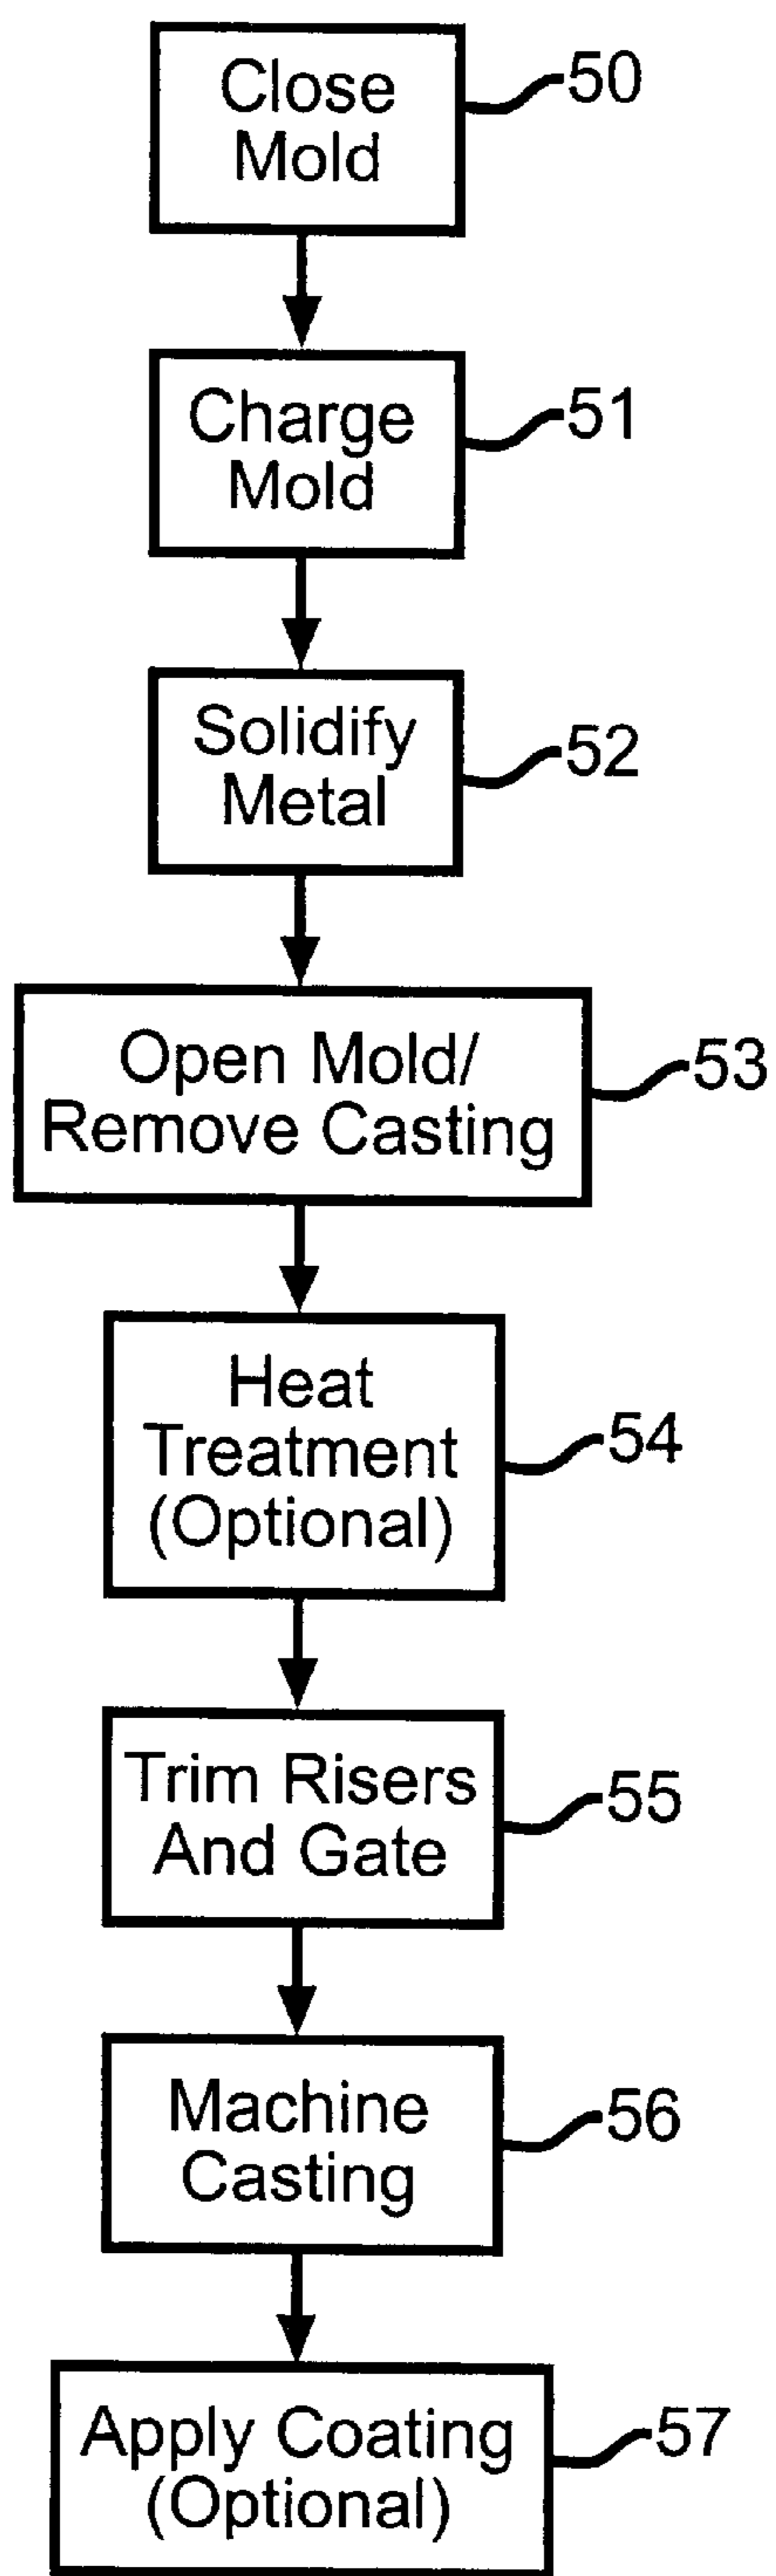 Close
Mold
50
Charge
Mold
51
Solidify
Metal
52
Open Mold/
Remove Casting
53
Heat
Treatment
(Optional)
54
Trim Risers
And Gate
55
Machine
Casting
56
Apply Coating
(Optional)
57